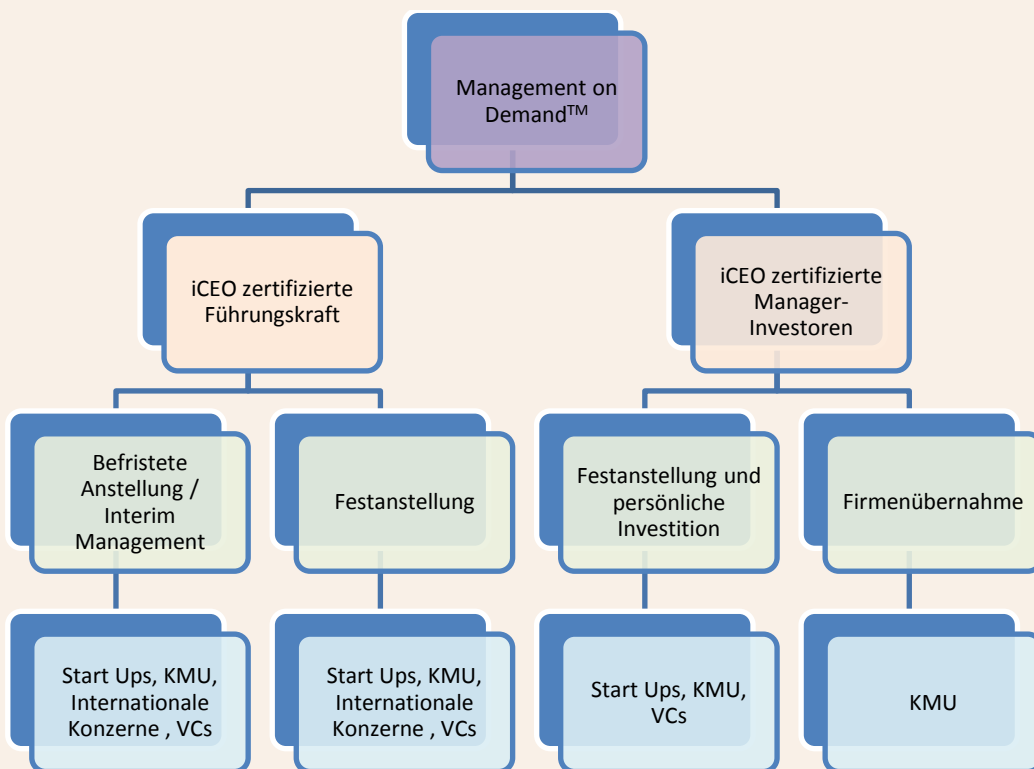 Management on
Demand™
iCEO zertifizierte
Führungskraft
iCEO zertifizierte
Manager-
Investoren
Befristete
Anstellung /
Interim
Management
Festanstellung
Festanstellung und
persönliche
Investition
Firmenübernahme
Start Ups, KMU,
Internationale
Konzerne , VCs
Start Ups, KMU,
Internationale
Konzerne , VCs
Start Ups, KMU,
VCs
KMU